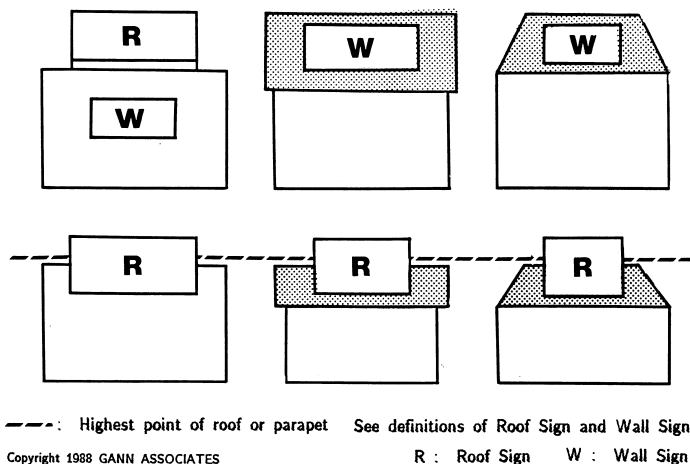 R
W
W
W
R
R
R
---: Highest point of roof or parapet See definitions of Roof Sign and Wall Sign
Copyright 1988 GANN ASSOCIATES R : Roof Sign W : Wall Sign